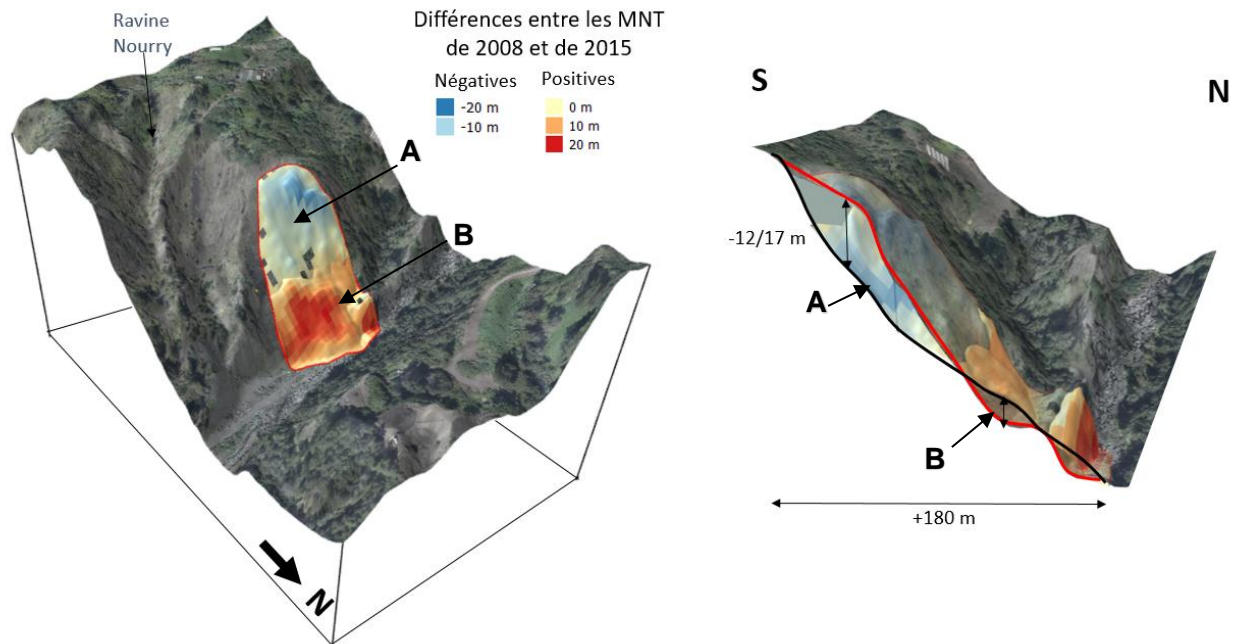 Ravine
Nourry
Différences entre les MNT
de 2008 et de 2015
Négatives
Positives
-20 m
-10 m
0 m
10 m
20 m
A
B
N
S
N
-12/17 m
A
B
+180 m